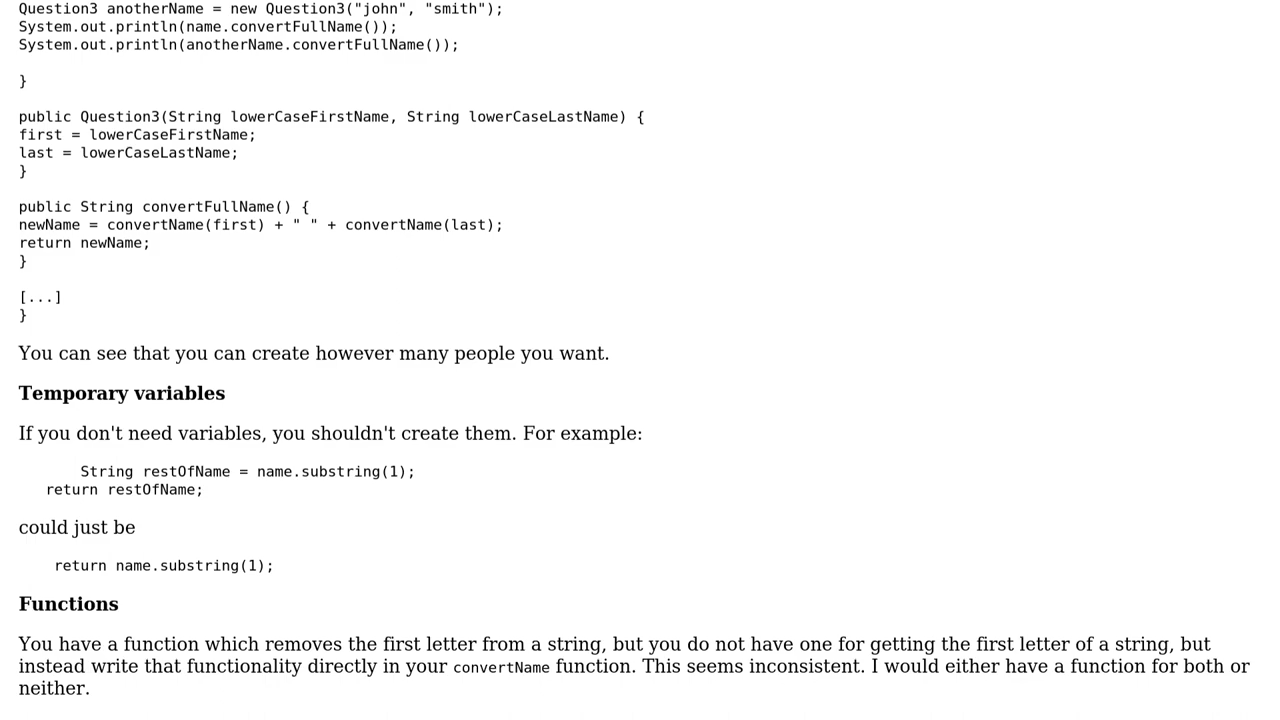 Question3 anotherName = new Question3("john", "smith");
System.out.println(name.convertFullName());
System.out.println(anotherName.convertFullName());
}
public Question3(String lowerCaseFirstName, String lowerCaseLastName) {
first = lowerCaseFirstName;
last = lowerCaseLastName;
}
public String convertFullName() {
newName = convertName(first) + " " + convertName(last);
return newName;
}
[...]
}
You can see that you can create however many people you want.
Temporary variables
If you don't need variables, you shouldn't create them. For example:
String restOfName = name.substring(1);
return restOfName;
could just be
return name.substring(1);
Functions
You have a function which removes the first letter from a string, but you do not have one for getting the first letter of a string, but
instead write that functionality directly in your convertName function. This seems inconsistent. I would either have a function for both or
neither.